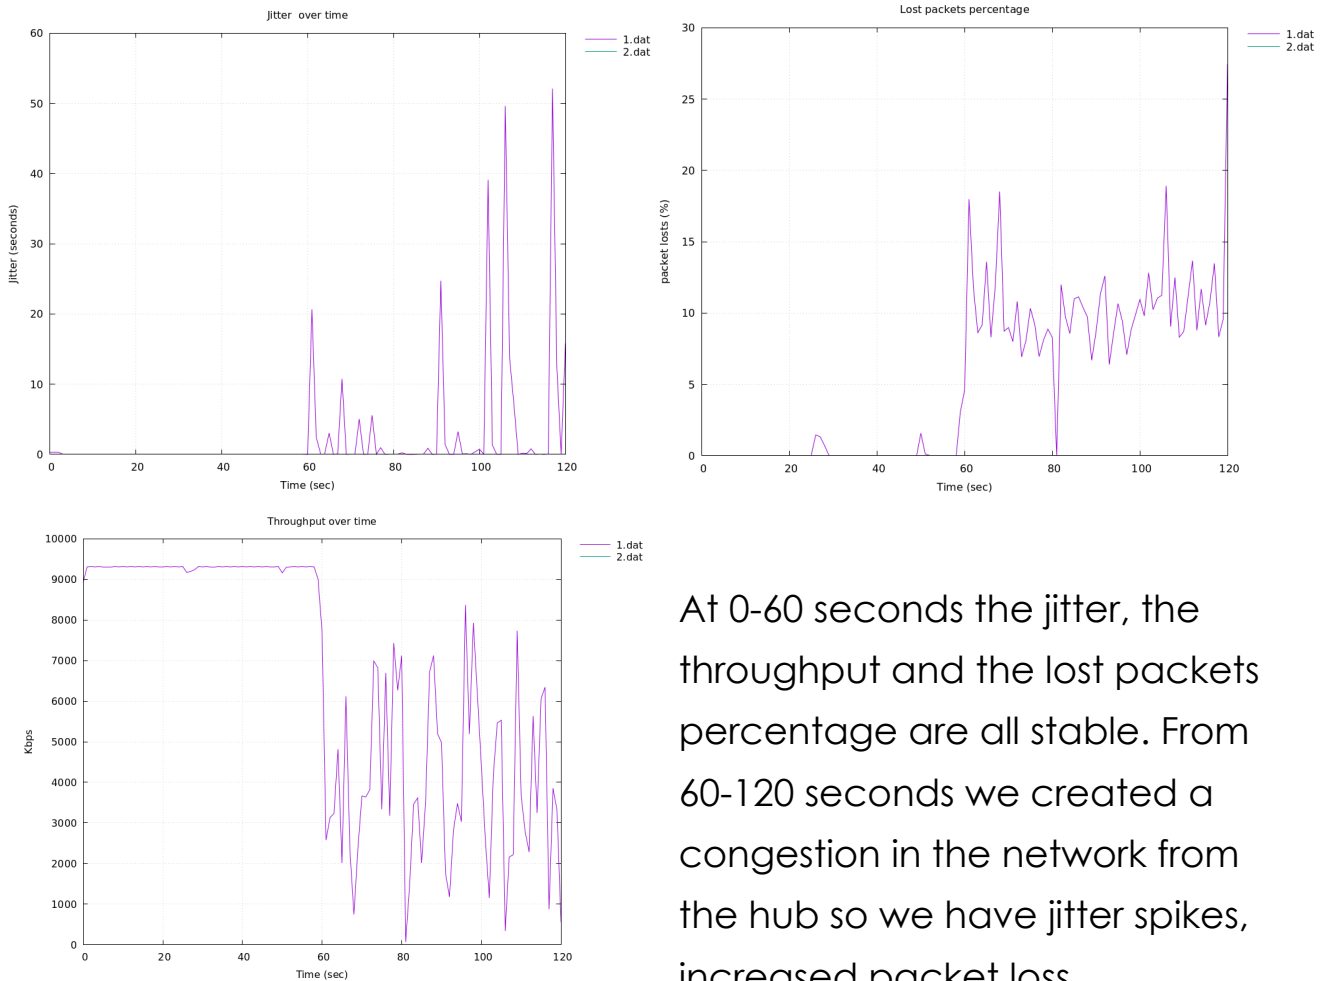 Jitter  over time
60
50
40
30
20
10
0
Jitter (seconds)
0 20 40 60 80 100 120
Time (sec)
1.dat
2.dat
Lost packets percentage
30
25
20
15
10
5
0
packet losts (%)
0 20 40 60 80 100 120
Time (sec)
1.dat
2.dat
Throughput over time
10000
9000
8000
7000
6000
5000
4000
3000
2000
1000
0
Kbps
0 20 40 60 80 100 120
Time (sec)
1.dat
2.dat
At 0-60 seconds the jitter, the
throughput and the lost packets
percentage are all stable. From
60-120 seconds we created a
congestion in the network from
the hub so we have jitter spikes,
increased packet loss